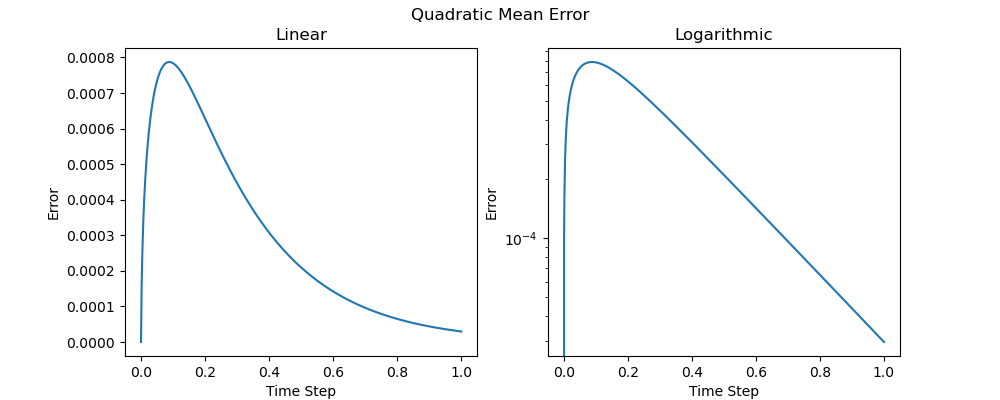 Quadratic Mean Error
Linear
0.0008
0.0007
0.0006
0.0005
0.0004
0.0003
0.0002
0.0001
0.0000
Error
0.0 0.2 0.4 0.6 0.8 1.0
Time Step
Logarithmic
10⁻⁴
Error
0.0 0.2 0.4 0.6 0.8 1.0
Time Step